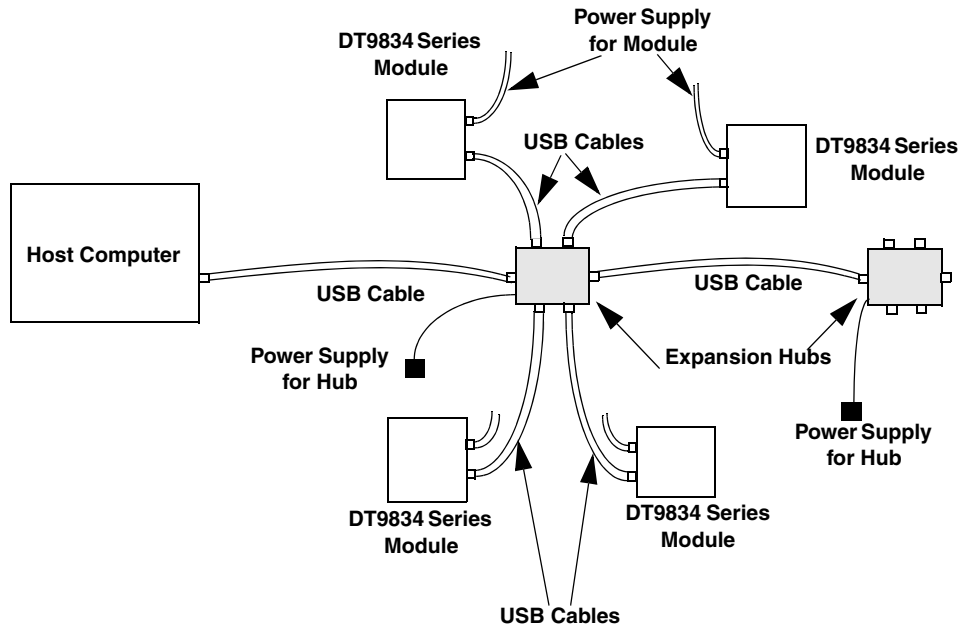 Power Supply
for Module
DT9834 Series
Module
USB Cables
DT9834 Series
Module
Host Computer
USB Cable
USB Cable
Power Supply
for Hub
Expansion Hubs
Power Supply
for Hub
DT9834 Series
Module
DT9834 Series
Module
USB Cables